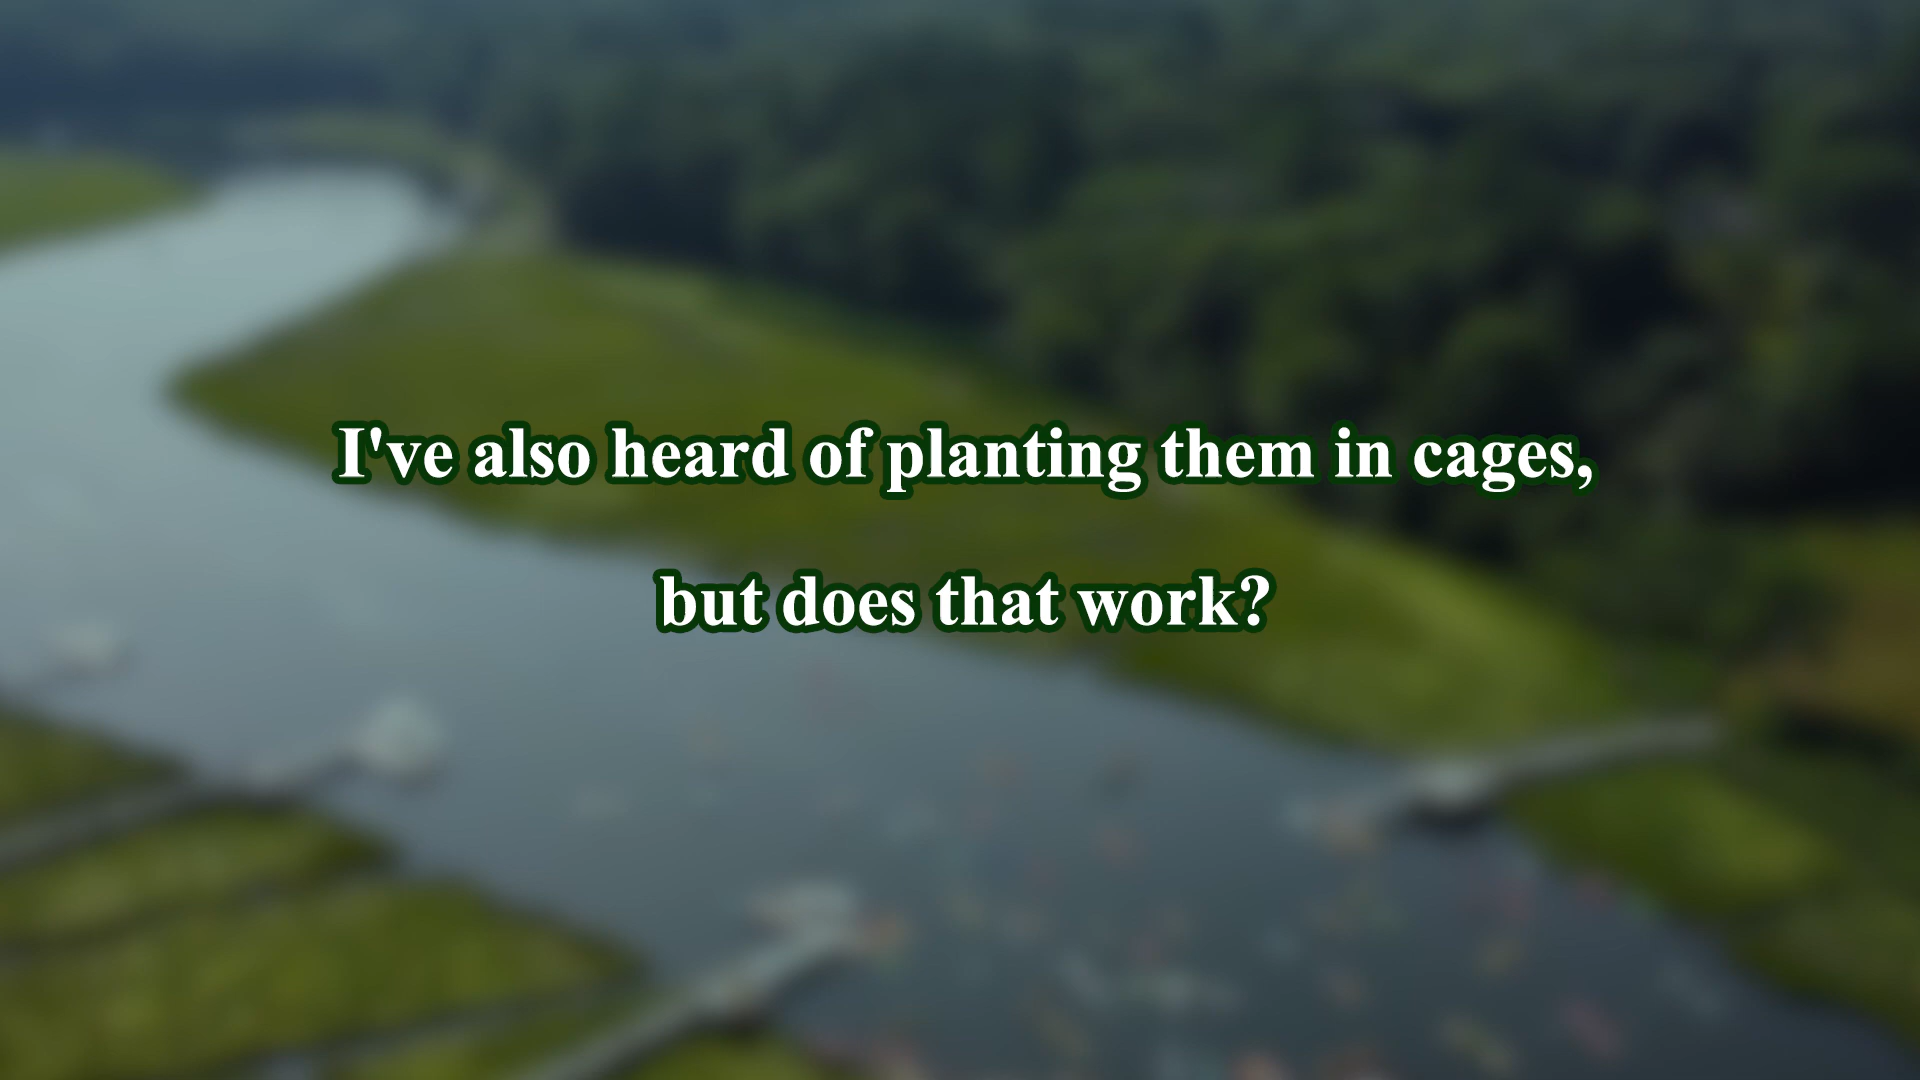 I've also heard of planting them in cages,
but does that work?